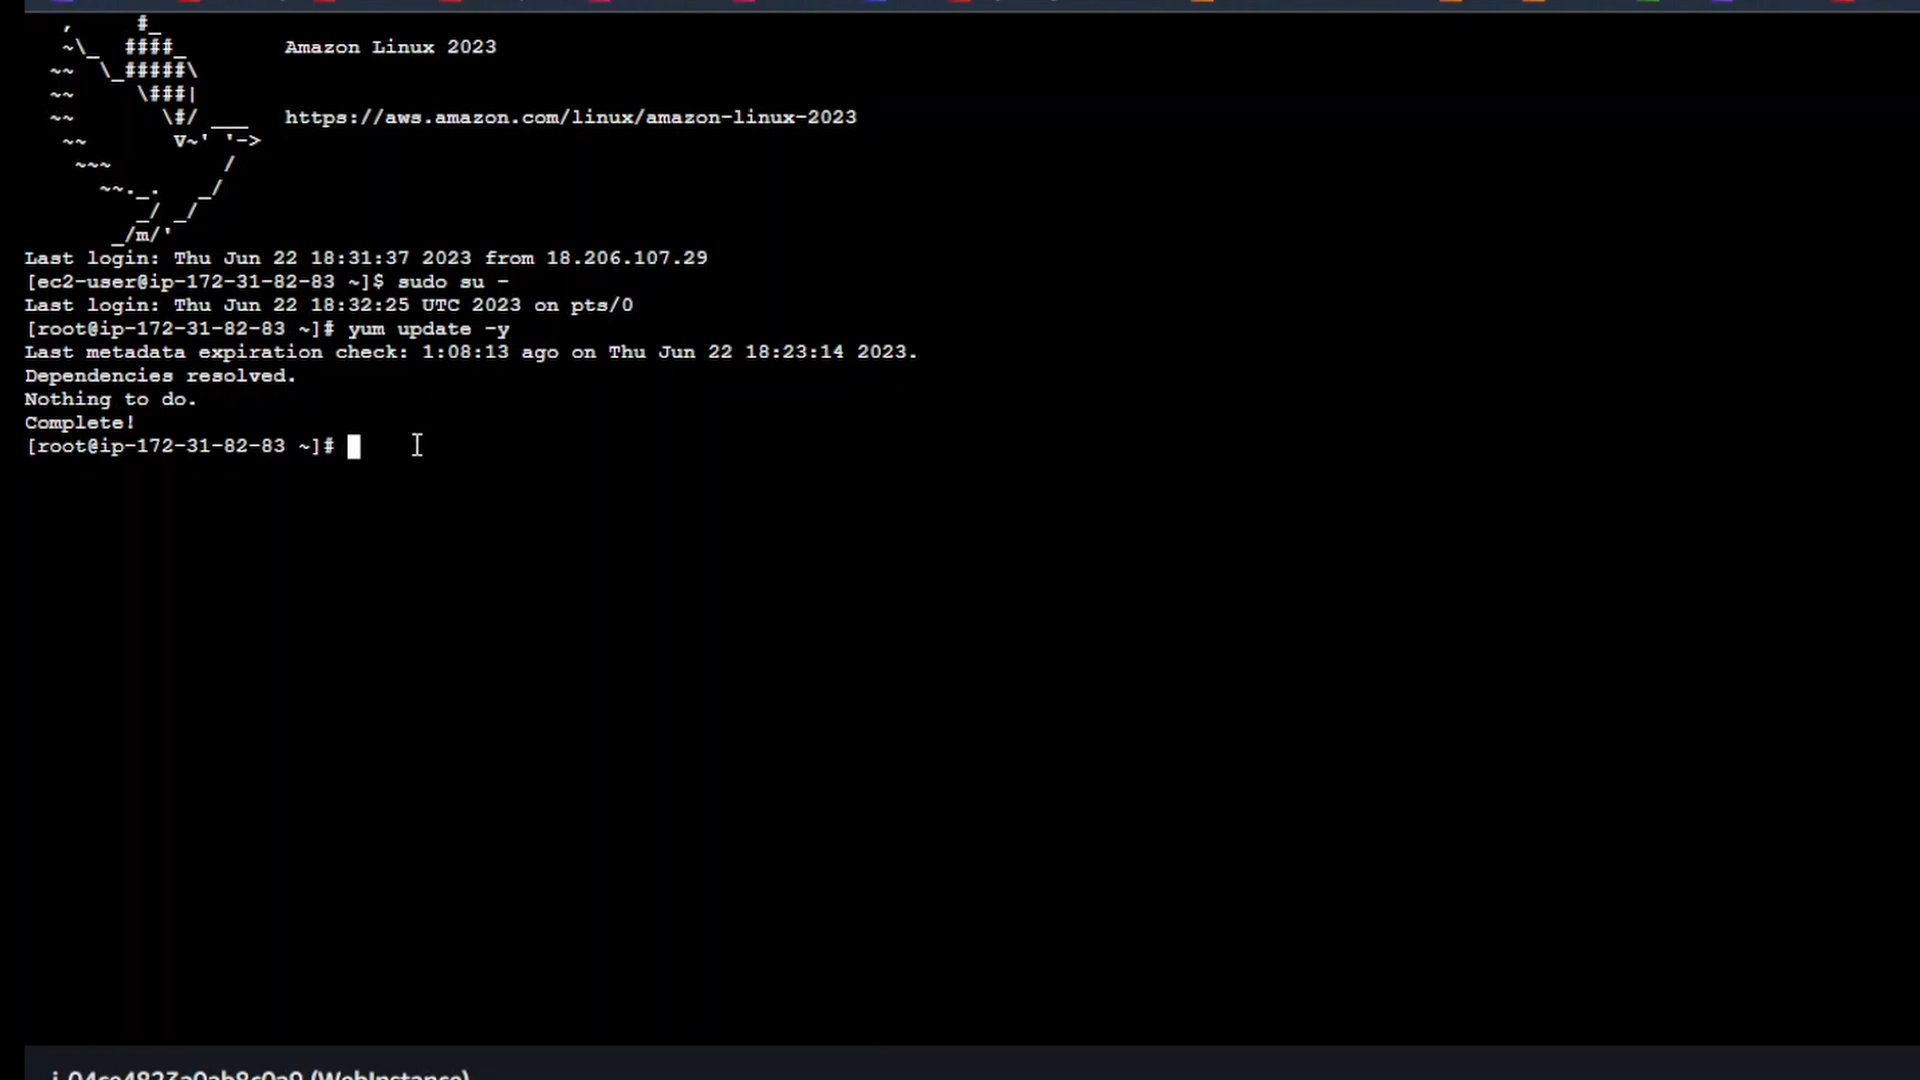 Amazon Linux 2023
https://aws.amazon.com/linux/amazon-linux-2023
Last login: Thu Jun 22 18:31:37 2023 from 18.206.107.29
[ec2-user@ip-172-31-82-83 ~]$ sudo su -
Last login: Thu Jun 22 18:32:25 UTC 2023 on pts/0
[root@ip-172-31-82-83 ~]# yum update -y
Last metadata expiration check: 1:08:13 ago on Thu Jun 22 18:23:14 2023.
Dependencies resolved.
Nothing to do.
Complete!
[root@ip-172-31-82-83 ~]#
(WebInstance)